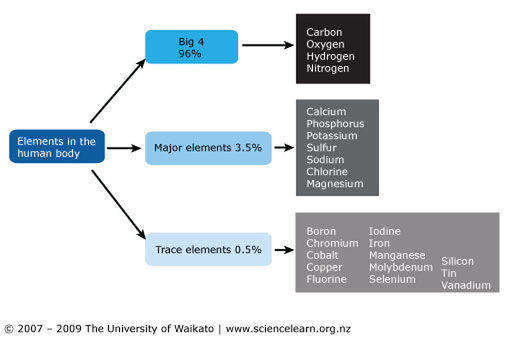 Big 4
96%
Carbon
Oxygen
Hydrogen
Nitrogen
Elements in the
human body
Major elements 3.5%
Calcium
Phosphorus
Potassium
Sulfur
Sodium
Chlorine
Magnesium
Trace elements 0.5%
Boron
Chromium
Cobalt
Copper
Fluorine
Iodine
Iron
Manganese
Molybdenum
Selenium
Silicon
Tin
Vanadium
© 2007 – 2009 The University of Waikato | www.sciencelearn.org.nz